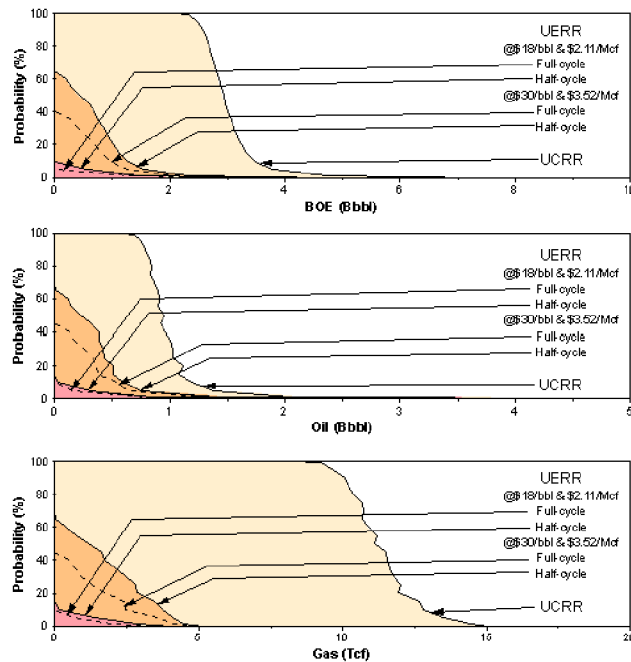 100
UERR
@$18/bbl & $2.11/Mcf
80
Full-cycle
Half-cycle
60
@$30/bbl & $3.52/Mcf
Full-cycle
40
Half-cycle
20
UCRR
0
Probability (%)
0 2 4 6 8 10
BOE (Bbbl)
100
UERR
80
@$18/bbl & $2.11/Mcf
Full-cycle
60
Half-cycle
@$30/bbl & $3.52/Mcf
40
Full-cycle
Half-cycle
20
UCRR
0
Probability (%)
0 1 2 3 4 5
Oil (Bbbl)
100
UERR
80
@$18/bbl & $2.11/Mcf
Full-cycle
60
Half-cycle
@$30/bbl & $3.52/Mcf
40
Full-cycle
Half-cycle
20
UCRR
0
Probability (%)
0 5 10 15 20
Gas (Tcf)